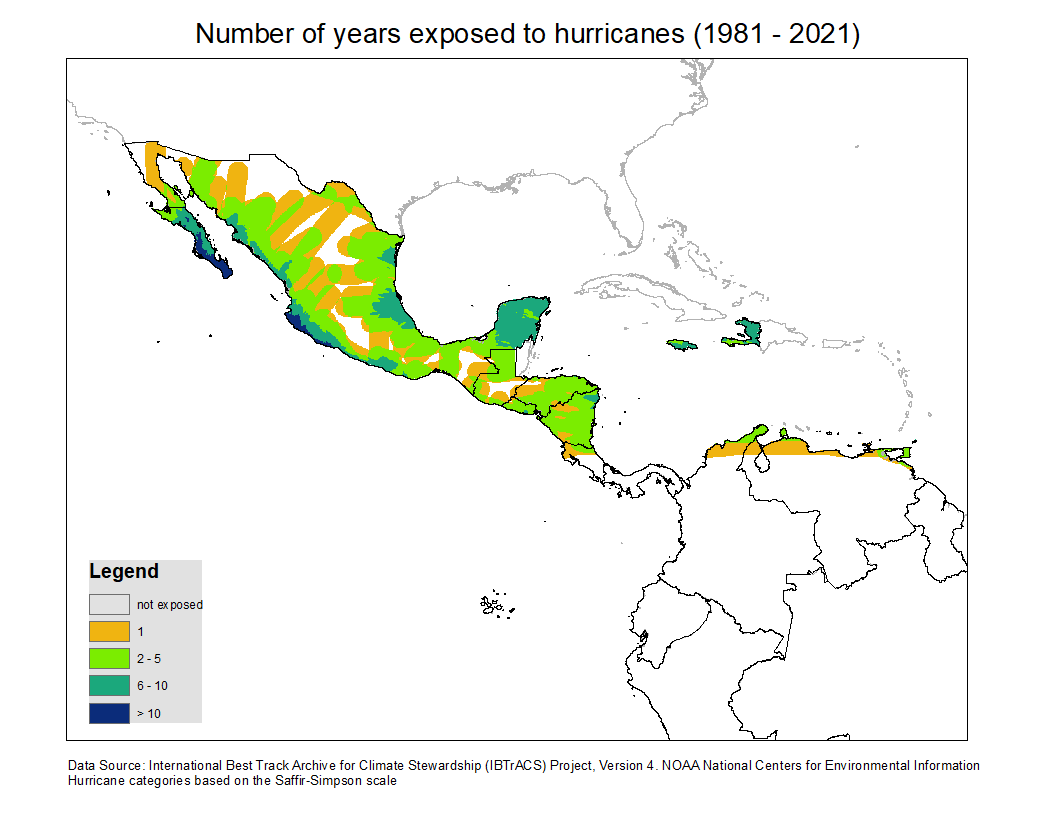 Number of years exposed to hurricanes (1981 - 2021)
Legend
not exposed
1
2 - 5
6 - 10
> 10
Data Source: International Best Track Archive for Climate Stewardship (IBTrACS) Project, Version 4. NOAA National Centers for Environmental Information
Hurricane categories based on the Saffir-Simpson scale